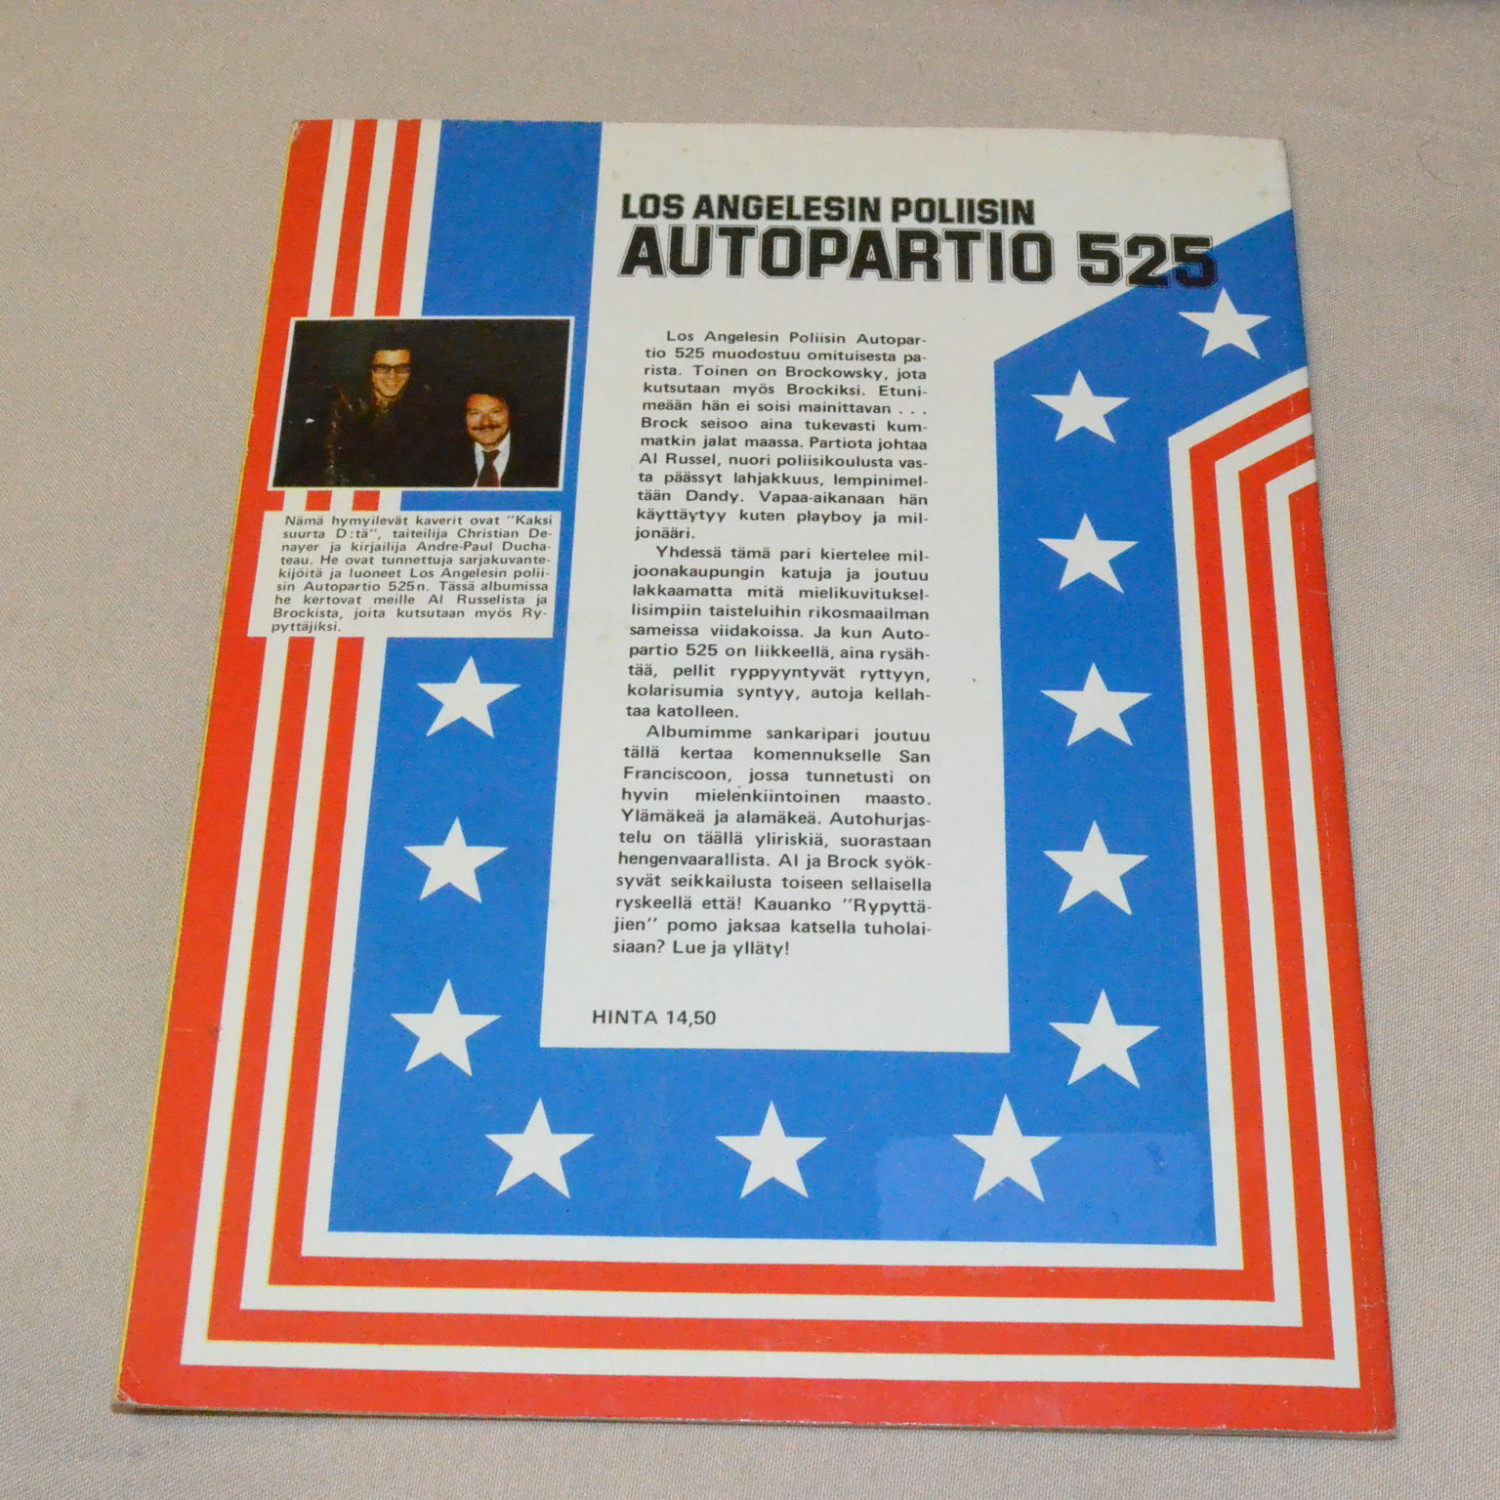 LOS ANGELESIN POLIISIN
AUTOPARTIO 525
Los Angelesin Poliisin Autopar-
tio 525 muodostuu omituisesta pa-
rista. Toinen on Brockowsky, jota
kutsutaan myös Brockiksi. Etuni-
meään hän ei soisi mainittavan . . .
Brock seisoo aina tukevasti kum-
matkin jalat maassa. Partiota johtaa
Al Russel, nuori poliisikoulusta vas-
ta päässyt lahjakkuus, lempinimel-
tään Dandy. Vapaa-aikanaan hän
käyttäytyy kuten playboy ja mil-
jonääri.
Yhdessä tämä pari kiertelee mil-
joonakaupungin katuja ja joutuu
lakkaamatta mitä mielikuvituksel-
lisimpiin taisteluihin rikosmaailman
sameissa viidakoissa. Ja kun Auto-
partio 525 on liikkeellä, aina rysäh-
tää, pellit ryppyyntyvät ryttyyn,
kolarisumia syntyy, autoja kellah-
taa katolleen.
Albumimme sankaripari joutuu
tällä kertaa komennukselle San
Franciscoon, jossa tunnetusti on
hyvin mielenkiintoinen maasto.
Ylämäkeä ja alamäkeä. Autohurjas-
telu on täällä yliriskiä, suorastaan
hengenvaarallista. Al ja Brock syök-
syvät seikkailusta toiseen sellaisella
ryskeellä että! Kauanko "Rypyttä-
jien" pomo jaksaa katsella tuholai-
siaan? Lue ja ylläty!
HINTA 14,50
Nämä hymyilevät kaverit ovat "Kaksi
suurta D:tä", taiteilija Christian De-
nayer ja kirjailija Andre-Paul Ducha-
teau. He ovat tunnettuja sarjakuvante-
kijöitä ja luoneet Los Angelesin polii-
sin Autopartio 525n. Tässä albumissa
he kertovat meille Al Russelista ja
Brockista, joita kutsutaan myös Ry-
pyttäjiksi.